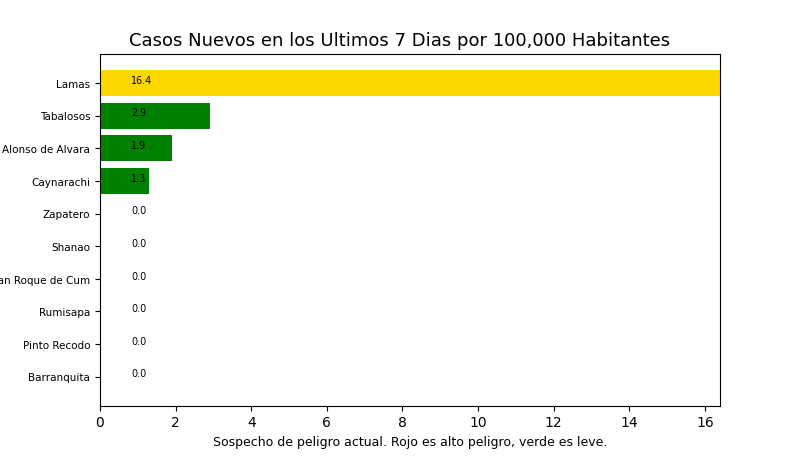 Casos Nuevos en los Ultimos 7 Dias por 100,000 Habitantes
Lamas 16.4
Tabalosos 2.9
Alonso de Alvara 1.9
Caynarachi 1.3
Zapatero 0.0
Shanao 0.0
an Roque de Cum 0.0
Rumisapa 0.0
Pinto Recodo 0.0
Barranquita 0.0
0 2 4 6 8 10 12 14 16
Sospecho de peligro actual. Rojo es alto peligro, verde es leve.